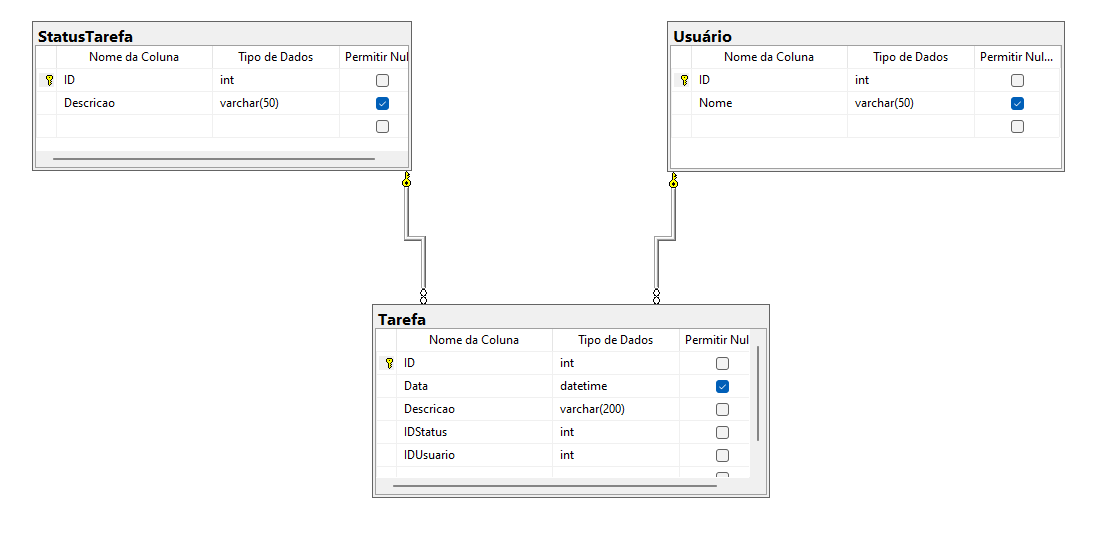 StatusTarefa
Nome da Coluna Tipo de Dados Permitir Nul
ID int
Descricao varchar(50)
Usuário
Nome da Coluna Tipo de Dados Permitir Nul...
ID int
Nome varchar(50)
Tarefa
Nome da Coluna Tipo de Dados Permitir Nul
ID int
Data datetime
Descricao varchar(200)
IDStatus int
IDUsuario int